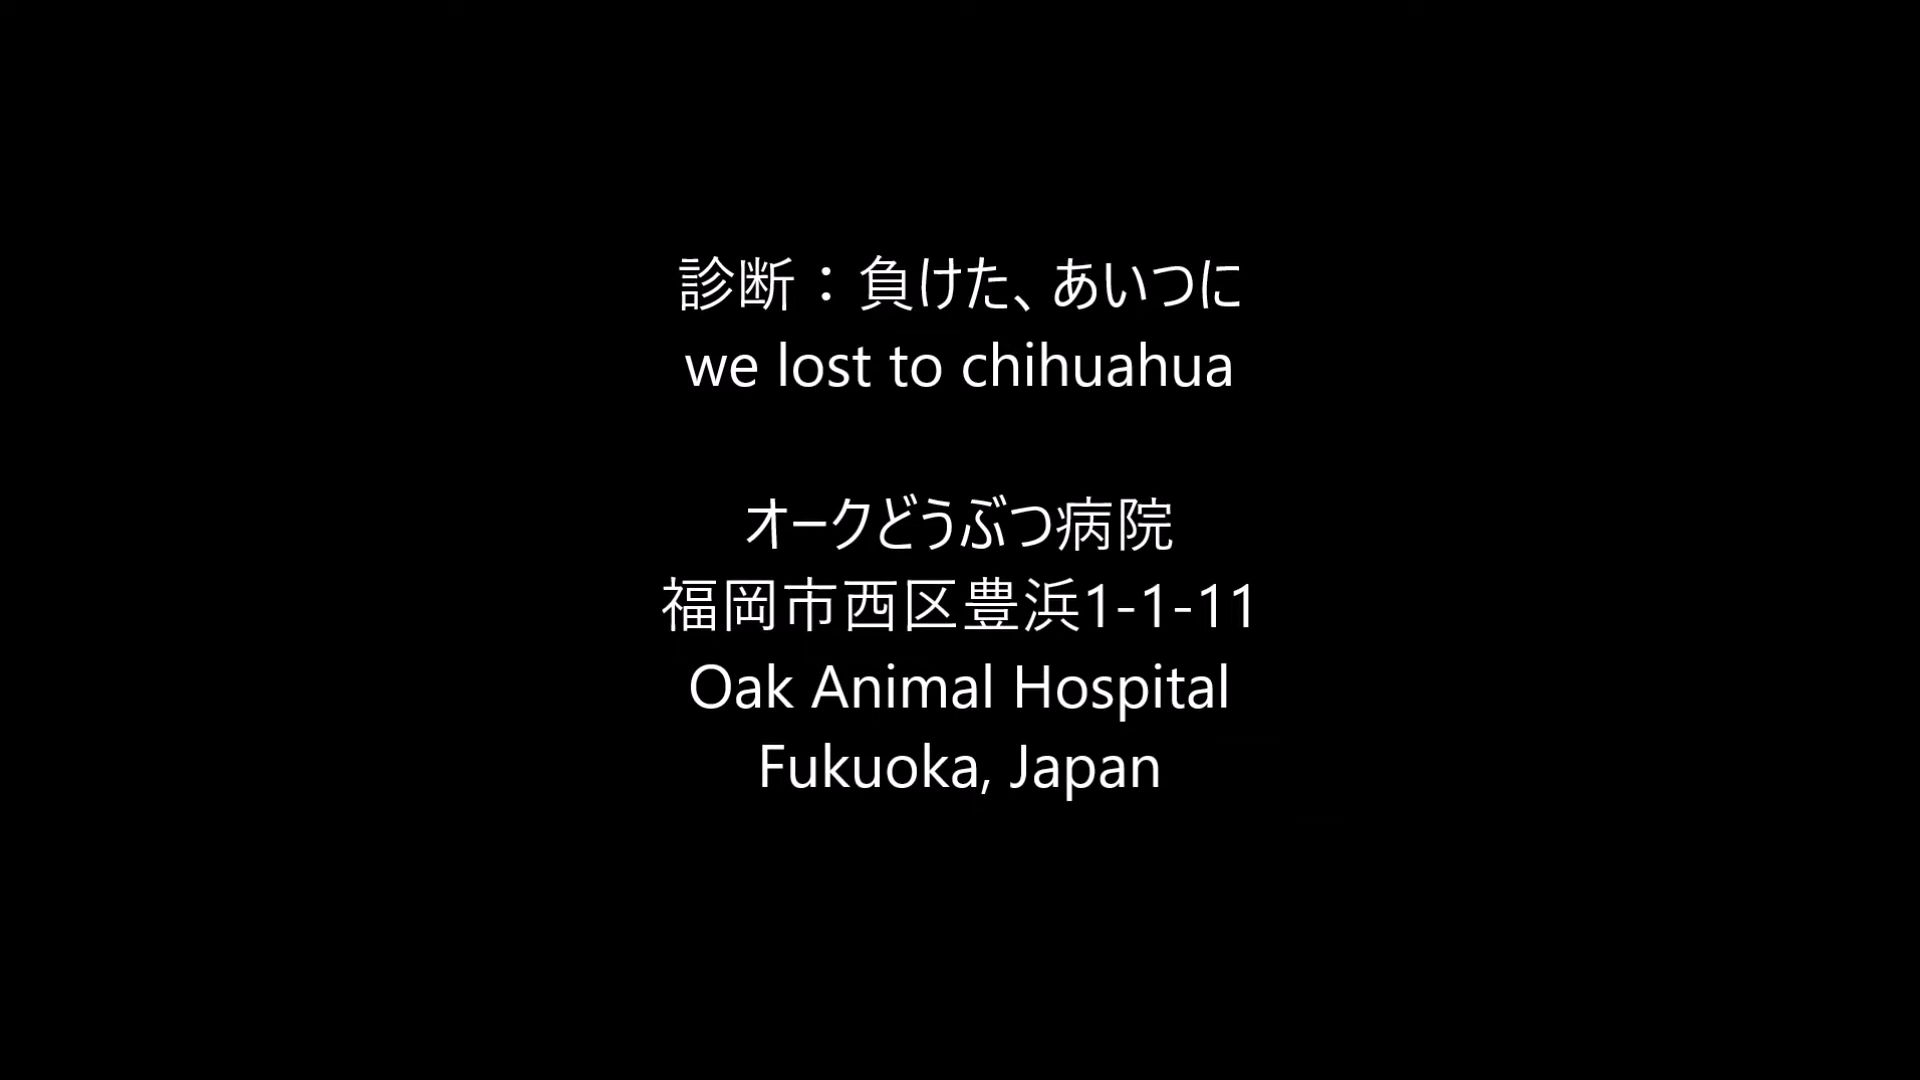 診断：負けた、あいつに
we lost to chihuahua
オークどうぶつ病院
福岡市西区豊浜1-1-11
Oak Animal Hospital
Fukuoka, Japan